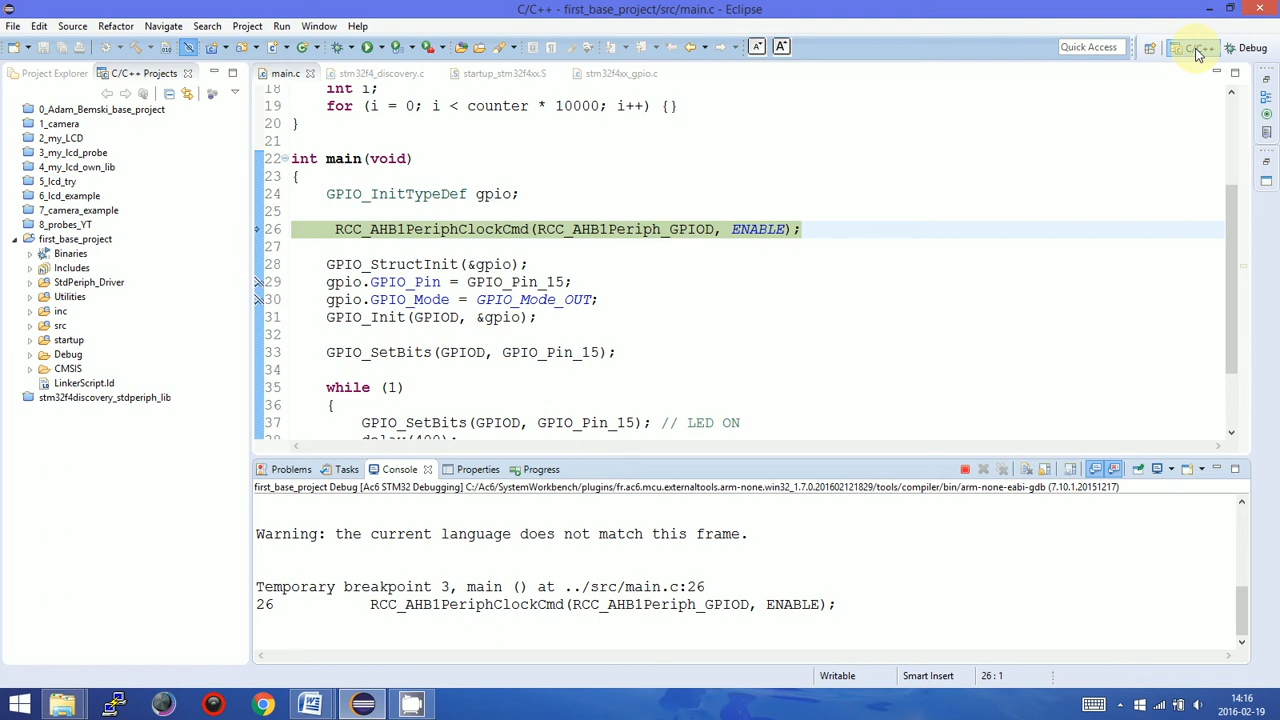 C/C++ - first_base_project/src/main.c - Eclipse
File Edit Source Refactor Navigate Search Project Run Window Help
Quick Access
C/C++
Debug
Project Explorer
C/C++ Projects
main.c
stm32f4_discovery.c
startup_stm32f4xx.S
stm32f4xx_gpio.c
0_Adam_Bemski_base_project
1_camera
2_my_LCD
3_my_lcd_probe
4_my_lcd_own_lib
5_lcd_try
6_lcd_example
7_camera_example
8_probes_YT
first_base_project
Binaries
Includes
StdPeriph_Driver
Utilities
inc
src
startup
Debug
CMSIS
LinkerScript.ld
stm32f4discovery_stdperiph_lib
18 int i;
19 for (i = 0; i < counter * 10000; i++) {}
20 }
21
22 int main(void)
23 {
24 GPIO_InitTypeDef gpio;
25
26 RCC_AHB1PeriphClockCmd(RCC_AHB1Periph_GPIOD, ENABLE);
27
28 GPIO_StructInit(&gpio);
29 gpio.GPIO_Pin = GPIO_Pin_15;
30 gpio.GPIO_Mode = GPIO_Mode_OUT;
31 GPIO_Init(GPIOD, &gpio);
32
33 GPIO_SetBits(GPIOD, GPIO_Pin_15);
34
35 while (1)
36 {
37 GPIO_SetBits(GPIOD, GPIO_Pin_15); // LED ON
38 delay(400);
Problems Tasks Console Properties Progress
first_base_project Debug [Ac6 STM32 Debugging] C:/Ac6/SystemWorkbench/plugins/fr.ac6.mcu.externaltools.arm-none.win32_1.7.0.201602121829/tools/compiler/bin/arm-none-eabi-gdb (7.10.1.20151217)
Warning: the current language does not match this frame.
Temporary breakpoint 3, main () at ../src/main.c:26
26 RCC_AHB1PeriphClockCmd(RCC_AHB1Periph_GPIOD, ENABLE);
Writable
Smart Insert
26 : 1
14:16
2016-02-19